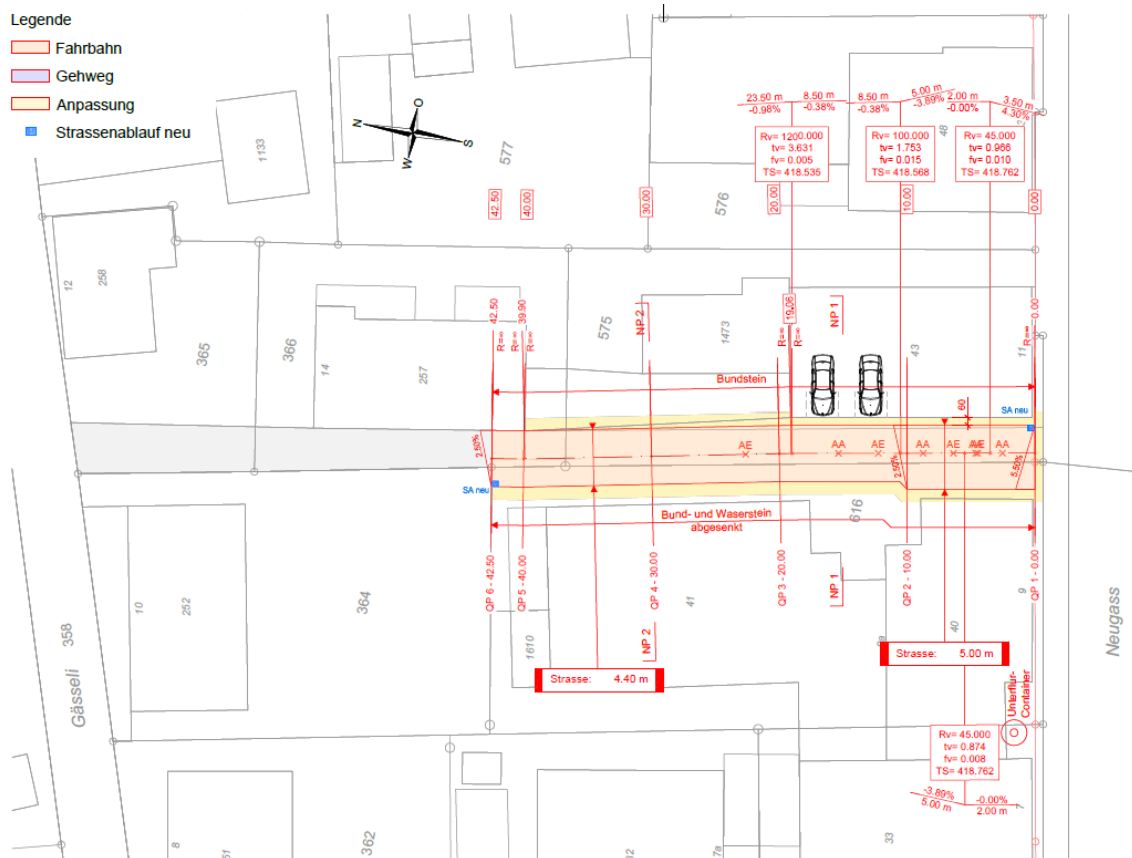 Legende
Fahrbahn
Gehweg
Anpassung
Strassenablauf neu
N
O
S
W
1133
577
48
576
23.50 m
-0.98%
8.50 m
-0.38%
8.50 m
-0.38%
5.00 m
-3.89%
2.00 m
-0.00%
3.50 m
4.30%
Rv= 1200.000
tv= 3.631
fv= 0.005
TS= 418.535
Rv= 100.000
tv= 1.753
fv= 0.015
TS= 418.568
Rv= 45.000
tv= 0.966
fv= 0.010
TS= 418.762
42.50
40.00
30.00
20.00
10.00
0.00
12
258
365
366
14
257
575
1473
43
11
42.50
R=∞
R=∞
39.90
R=∞
NP 2
19.06
R=∞
R=∞
NP 1
0.00
R=∞
Bundstein
60
SA neu
2.50%
AE
AA
AE
2.50%
AA
AE
AE
AA
5.50%
SA neu
Bund- und Waserstein
abgesenkt
616
QP 6 - 42.50
QP 5 - 40.00
QP 4 - 30.00
QP 3 - 20.00
NP 1
QP 2 - 10.00
QP 1 - 0.00
NP 2
358
Gässeli
10
252
364
1610
41
40
9
Neugass
Strasse: 4.40 m
Strasse: 5.00 m
Unterflur-
Container
Rv= 45.000
tv= 0.874
fv= 0.008
TS= 418.762
-3.89%
5.00 m
-0.00%
2.00 m
7
8
362
7a
33